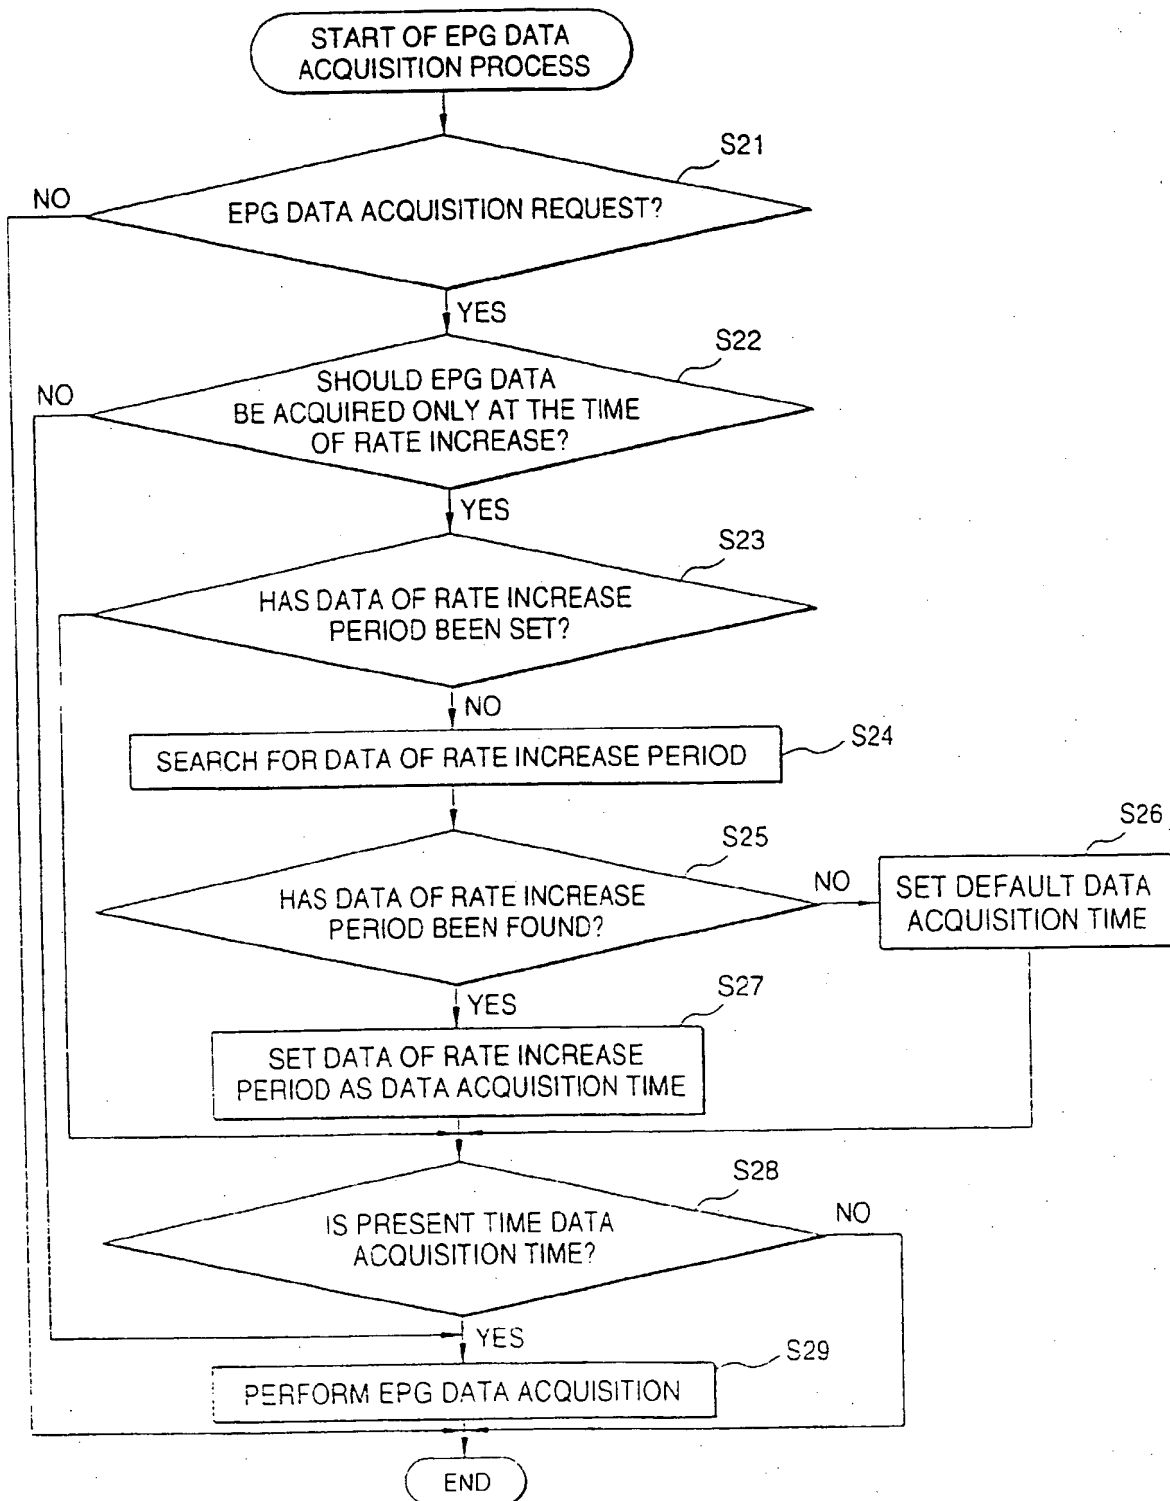 START OF EPG DATA
ACQUISITION PROCESS
S21
NO
EPG DATA ACQUISITION REQUEST?
YES
S22
NO
SHOULD EPG DATA
BE ACQUIRED ONLY AT THE TIME
OF RATE INCREASE?
YES
S23
HAS DATA OF RATE INCREASE
PERIOD BEEN SET?
NO
S24
SEARCH FOR DATA OF RATE INCREASE PERIOD
S25
HAS DATA OF RATE INCREASE
PERIOD BEEN FOUND?
NO
S26
SET DEFAULT DATA
ACQUISITION TIME
YES
S27
SET DATA OF RATE INCREASE
PERIOD AS DATA ACQUISITION TIME
S28
IS PRESENT TIME DATA
ACQUISITION TIME?
NO
YES
S29
PERFORM EPG DATA ACQUISITION
END